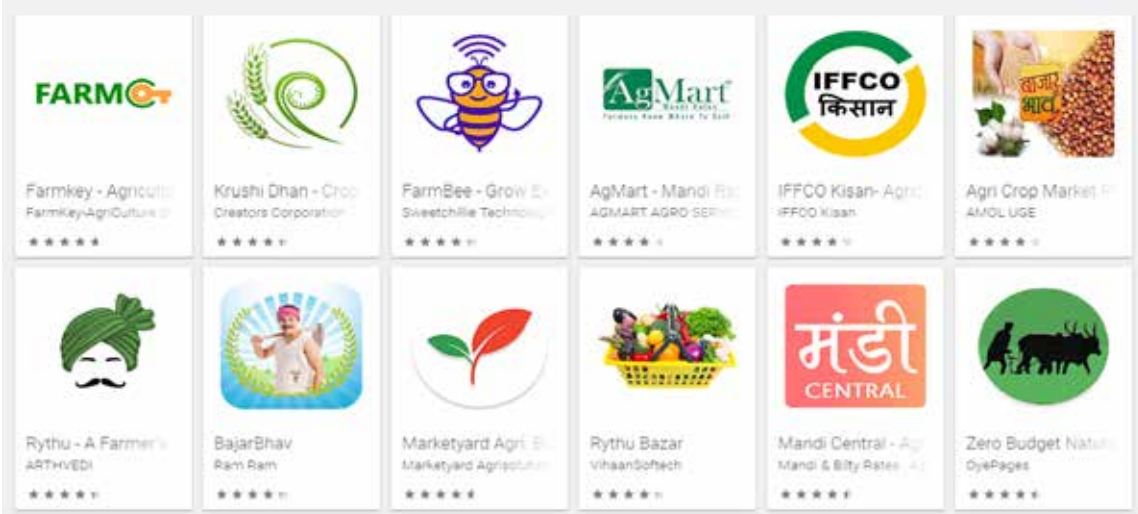 FARM
AgMart
Mandi Rates
Farmers Know Where To Sell
IFFCO
किसान
बाजार
भाव
Farmkey - Agricultu
FarmKey-AgriCulture
Krushi Dhan - Crop
Creators Corporation
FarmBee - Grow E
Sweetchillie Technolog
AgMart - Mandi Ra
AGMART AGRO SERVI
IFFCO Kisan- Agric
IFFCO Kisan
Agri Crop Market
AMOL UGE
मंडी
CENTRAL
Rythu - A Farmer's
ARTHVEDI
BajarBhav
Ram Ram
Marketyard Agri.
Marketyard Agrisolution
Rythu Bazar
VihaanSoftech
Mandi Central - Ag
Mandi & Bilty Rates
Zero Budget Natu
OyePages